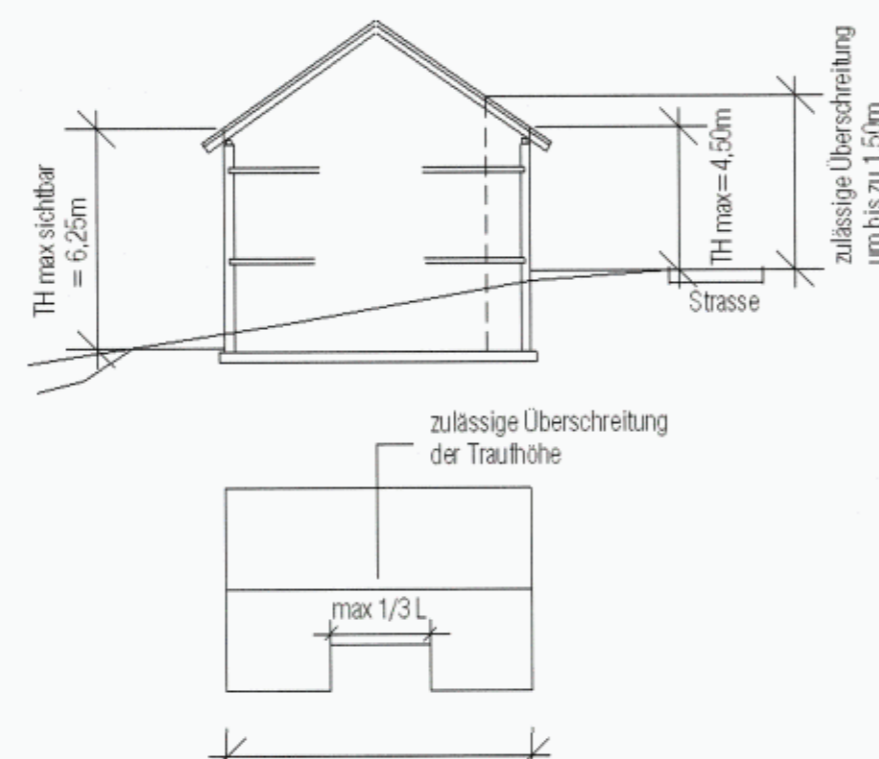 TH max sichtbar
= 6,25m
TH max= 4,50m
zulässige Überschreitung
um bis zu 1,50m
Strasse
zulässige Überschreitung
der Traufhöhe
max 1/3 L